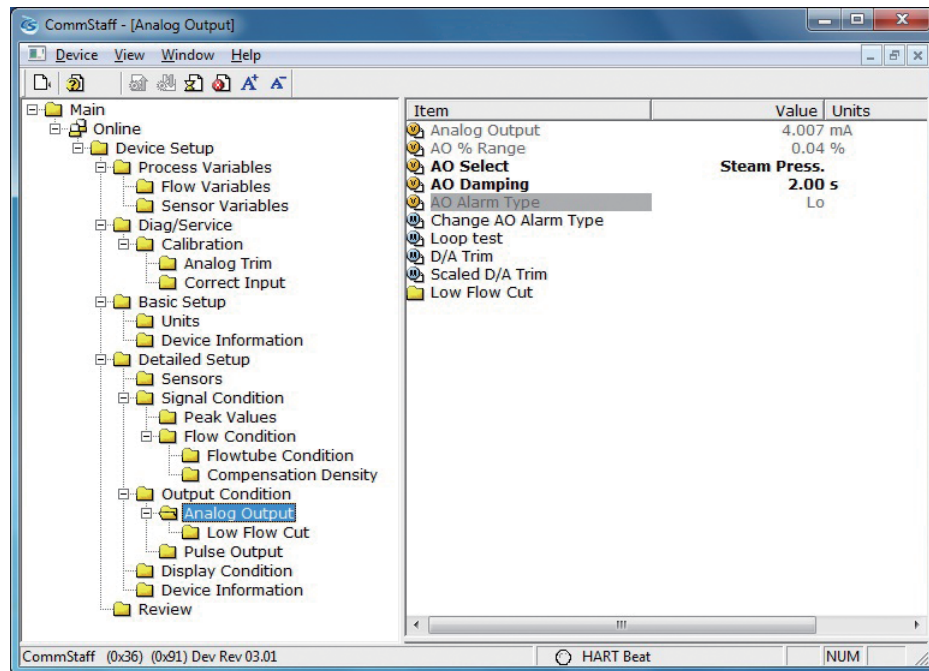 CommStaff - [Analog Output]
Device View Window Help
Main
Online
Device Setup
Process Variables
Flow Variables
Sensor Variables
Diag/Service
Calibration
Analog Trim
Correct Input
Basic Setup
Units
Device Information
Detailed Setup
Sensors
Signal Condition
Peak Values
Flow Condition
Flowtube Condition
Compensation Density
Output Condition
Analog Output
Low Flow Cut
Pulse Output
Display Condition
Device Information
Review
Item Value Units
Analog Output 4.007 mA
AO % Range 0.04 %
AO Select Steam Press.
AO Damping 2.00 s
AO Alarm Type Lo
Change AO Alarm Type
Loop test
D/A Trim
Scaled D/A Trim
Low Flow Cut
CommStaff (0x36) (0x91) Dev Rev 03.01 HART Beat NUM